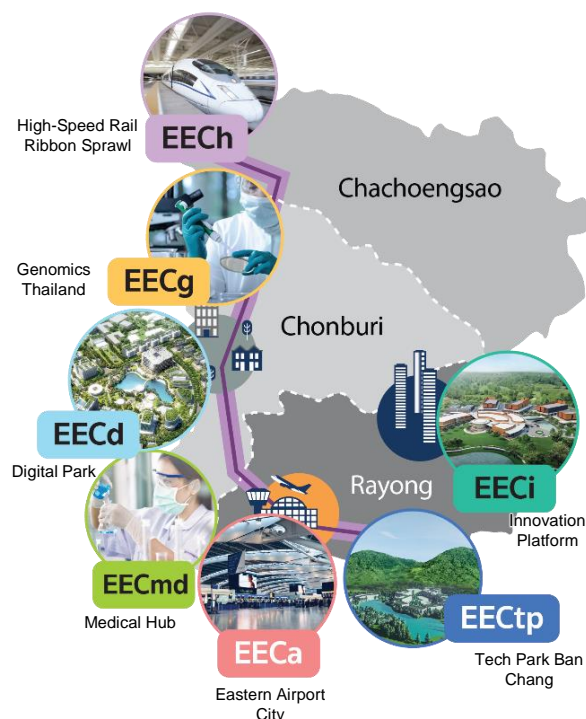 High-Speed Rail
Ribbon Sprawl
EECh
Chachoengsao
Genomics
Thailand
EECg
Chonburi
EECd
Digital Park
Rayong
EECi
Innovation
Platform
EECmd
Medical Hub
EECa
Eastern Airport
City
EECtp
Tech Park Ban
Chang